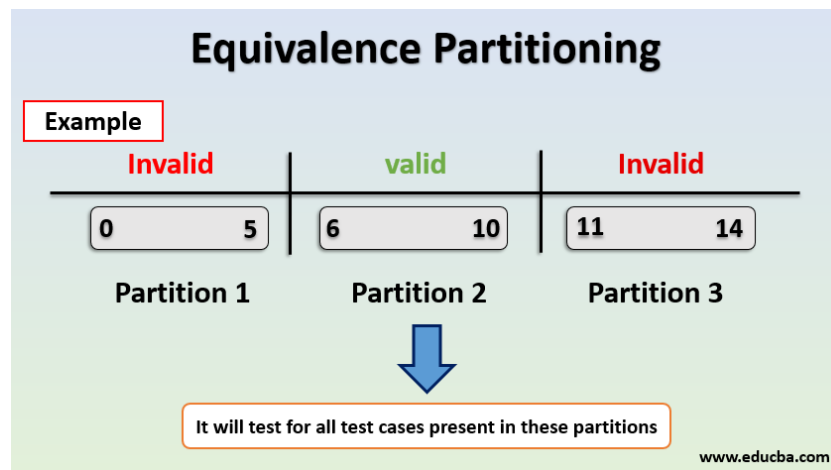 Equivalence Partitioning
Example
Invalid valid Invalid
0 5 6 10 11 14
Partition 1 Partition 2 Partition 3
It will test for all test cases present in these partitions
www.educba.com